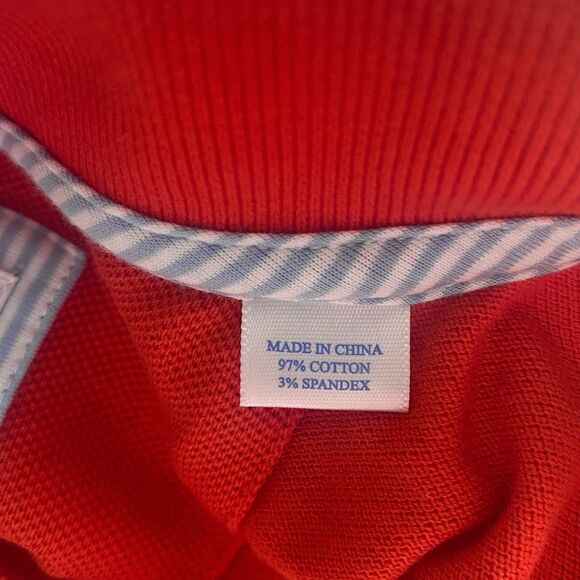 MADE IN CHINA
97% COTTON
3% SPANDEX